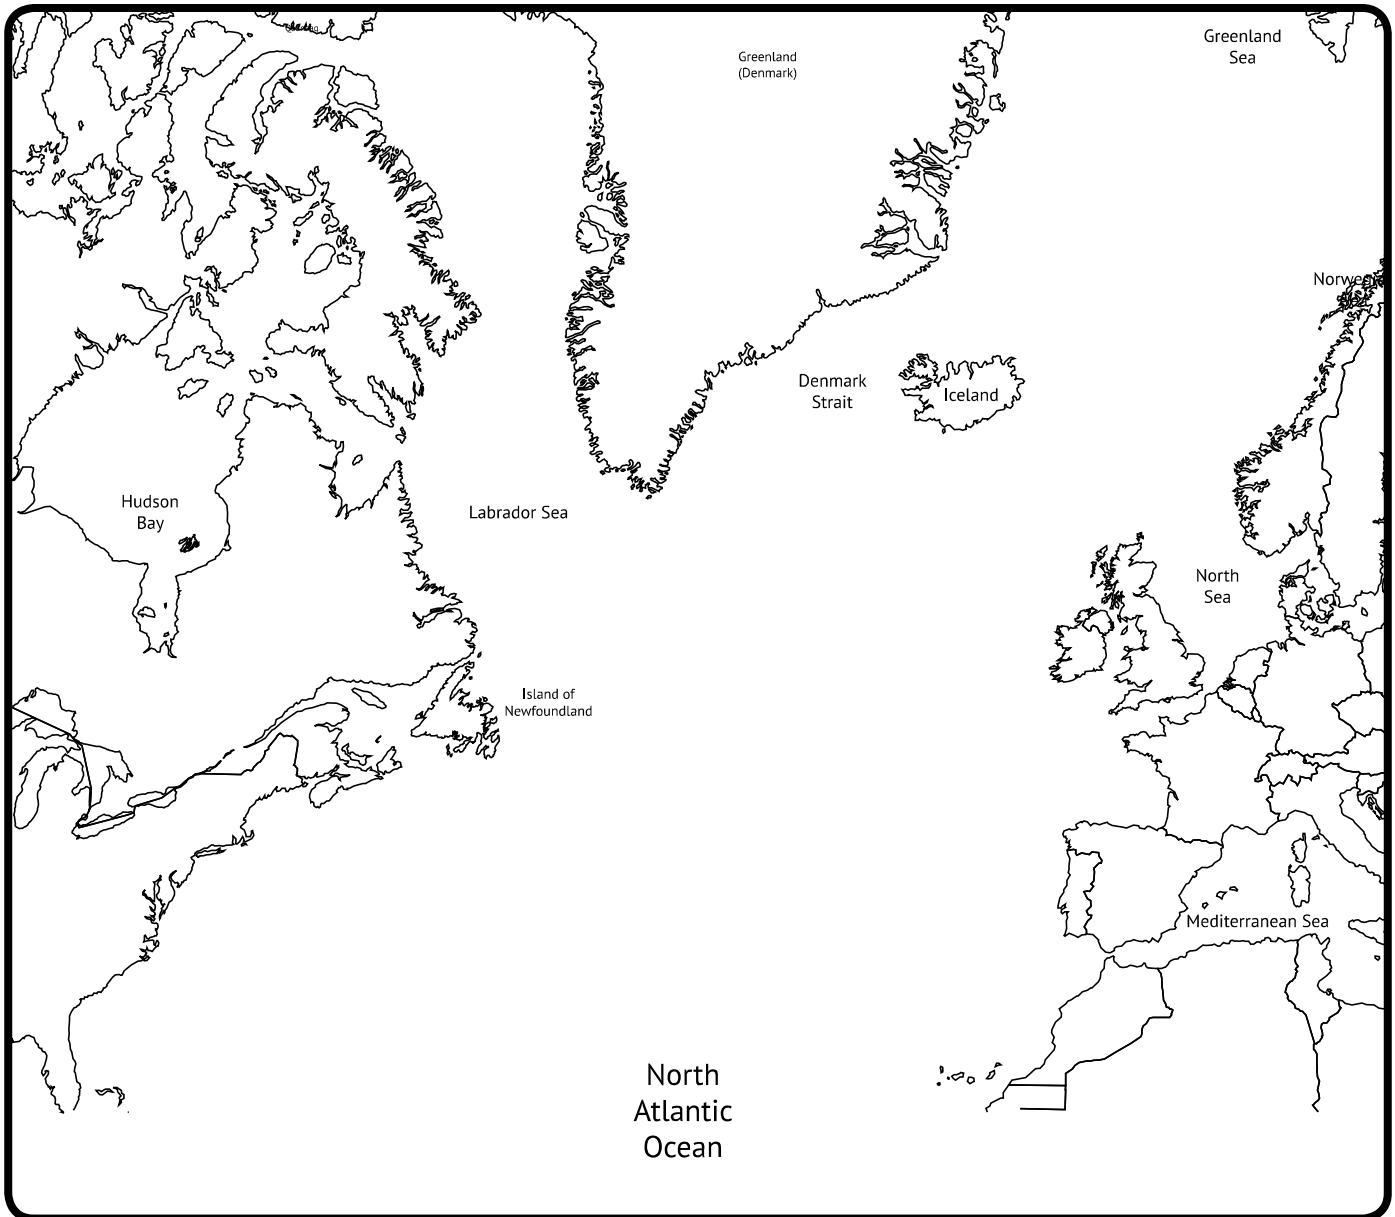 Greenland
Sea
Greenland
(Denmark)
Denmark
Strait
Iceland
Hudson
Bay
Labrador Sea
North
Sea
Island of
Newfoundland
Mediterranean Sea
North
Atlantic
Ocean